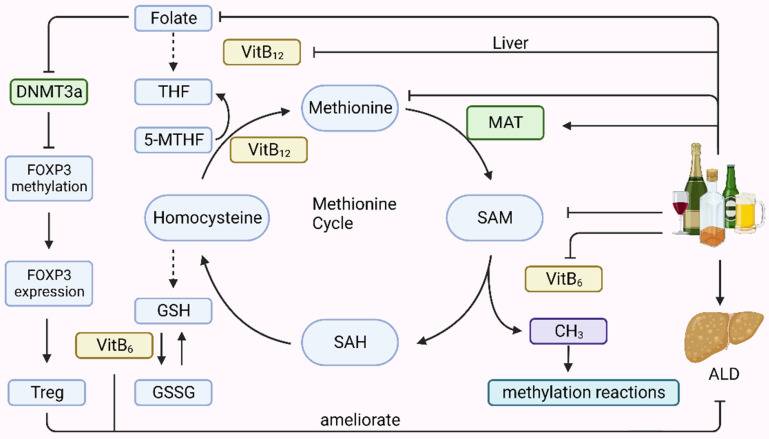 Folate
Liver
VitB₁₂
DNMT3a
THF
Methionine
MAT
5-MTHF
VitB₁₂
FOXP3
methylation
Homocysteine
Methionine
Cycle
SAM
FOXP3
expression
VitB₆
GSH
CH₃
VitB₆
SAH
ALD
Treg
GSSG
methylation reactions
ameliorate